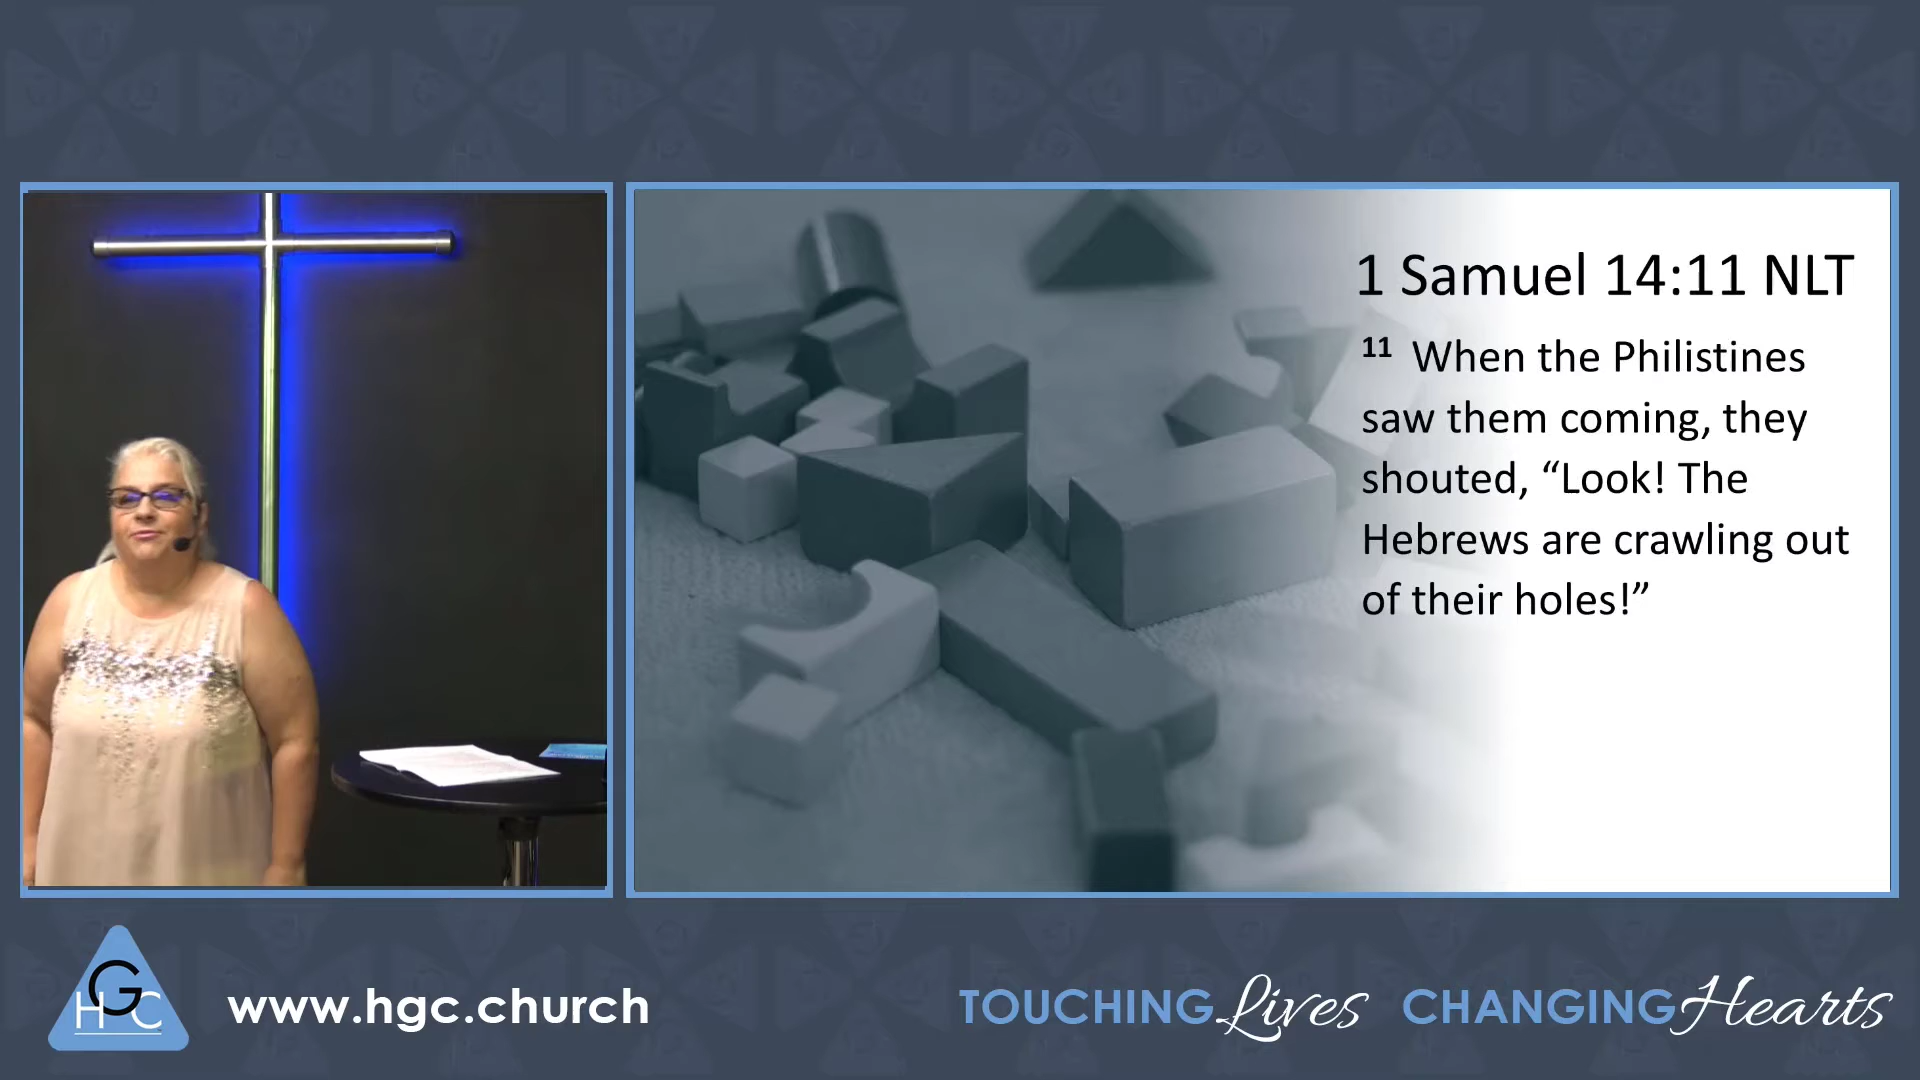 1 Samuel 14:11 NLT
11 When the Philistines
saw them coming, they
shouted, “Look! The
Hebrews are crawling out
of their holes!”
HGC
www.hgc.church
TOUCHING Lives CHANGING Hearts